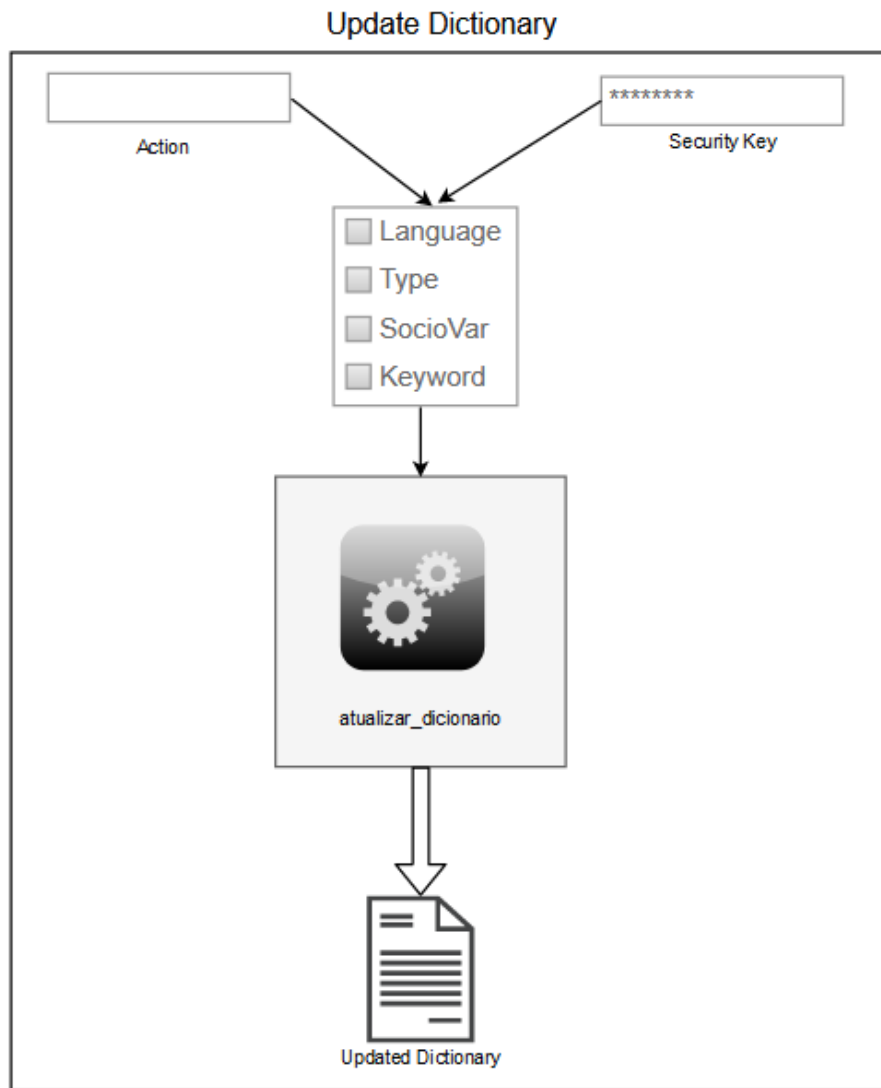 Update Dictionary
********
Action
Security Key
Language
Type
SocioVar
Keyword
atualizar_dicionario
Updated Dictionary